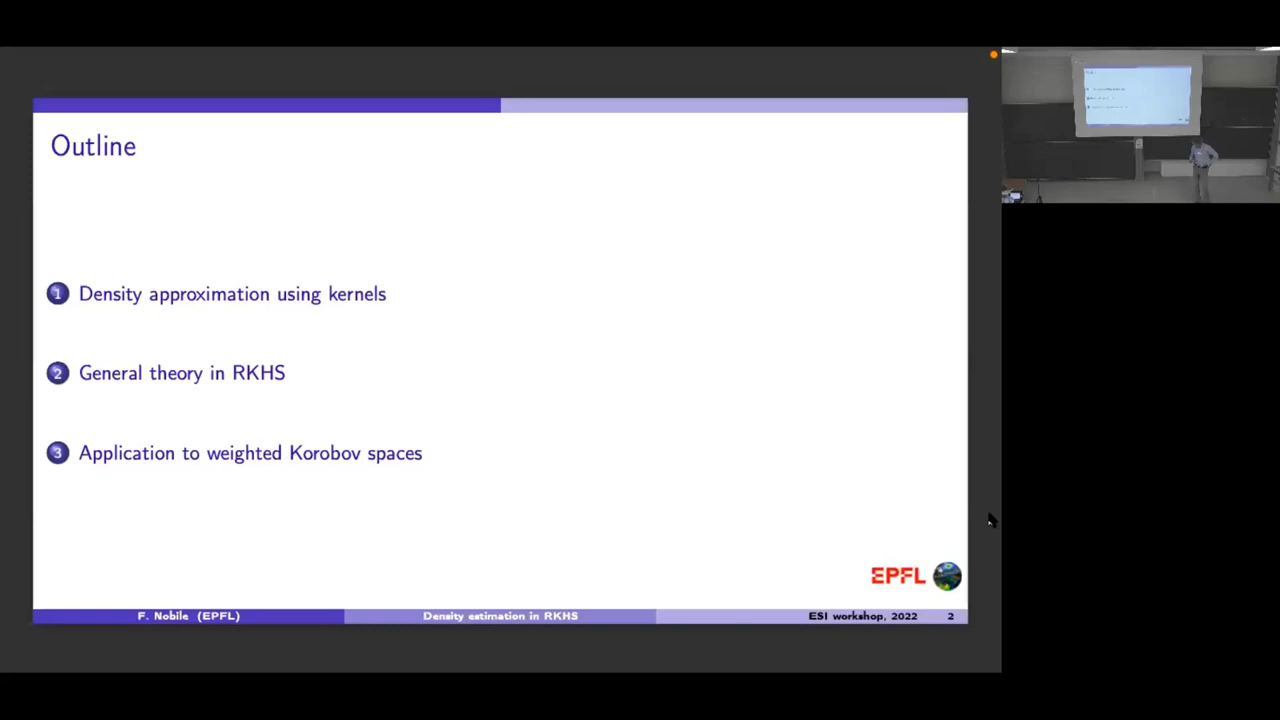 Outline
1 Density approximation using kernels
2 General theory in RKHS
3 Application to weighted Korobov spaces
EPFL
F. Nobile (EPFL) Density estimation in RKHS ESI workshop, 2022 2